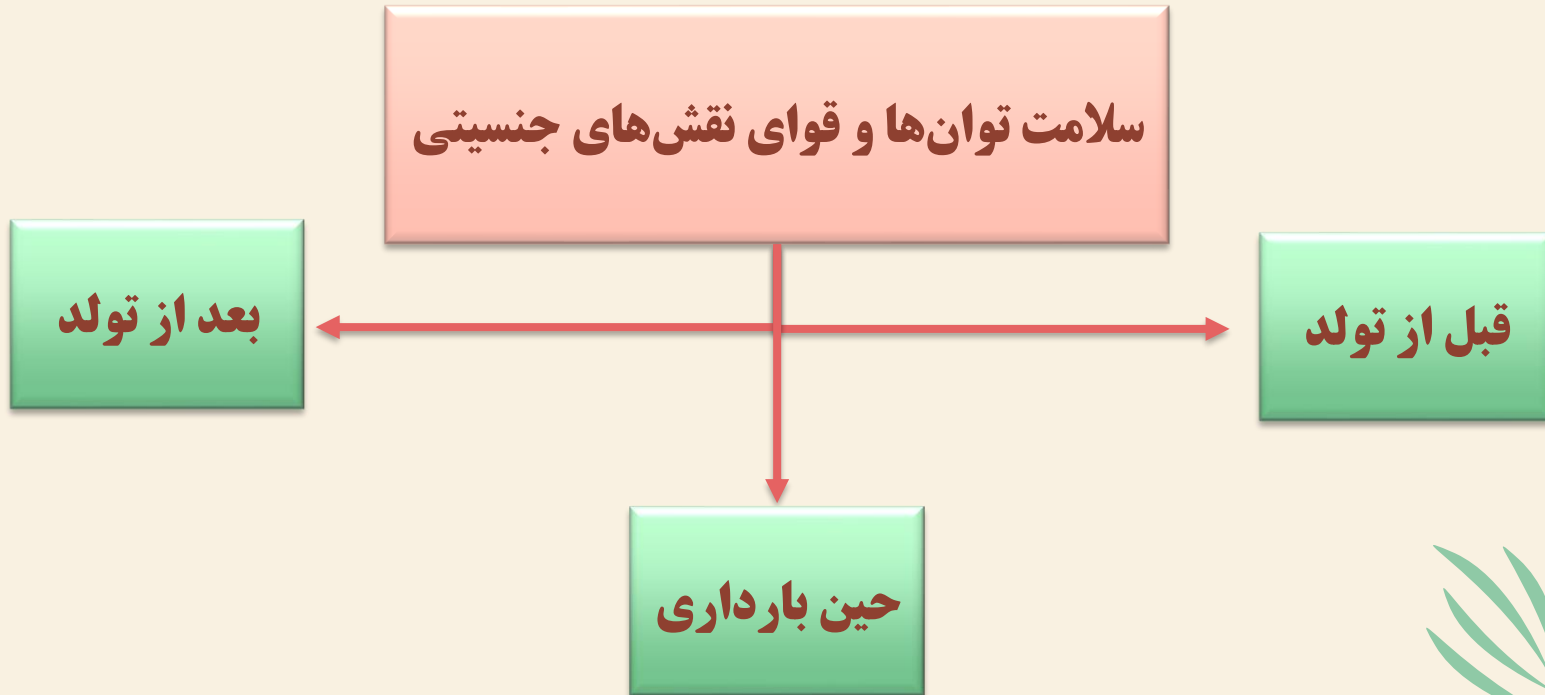 سلامت توان‌ها و قوای نقش‌های جنسیتی
قبل از تولد
بعد از تولد
حین بارداری